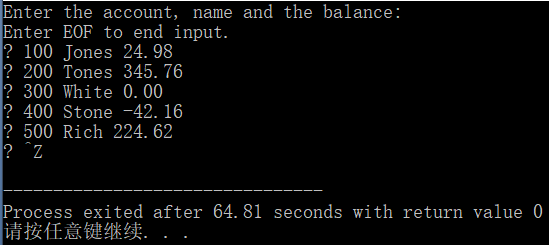 Enter the account, name and the balance:
Enter EOF to end input.
? 100 Jones 24.98
? 200 Tones 345.76
? 300 White 0.00
? 400 Stone -42.16
? 500 Rich 224.62
? ^Z
--------------------------------
Process exited after 64.81 seconds with return value 0
请按任意键继续. . .